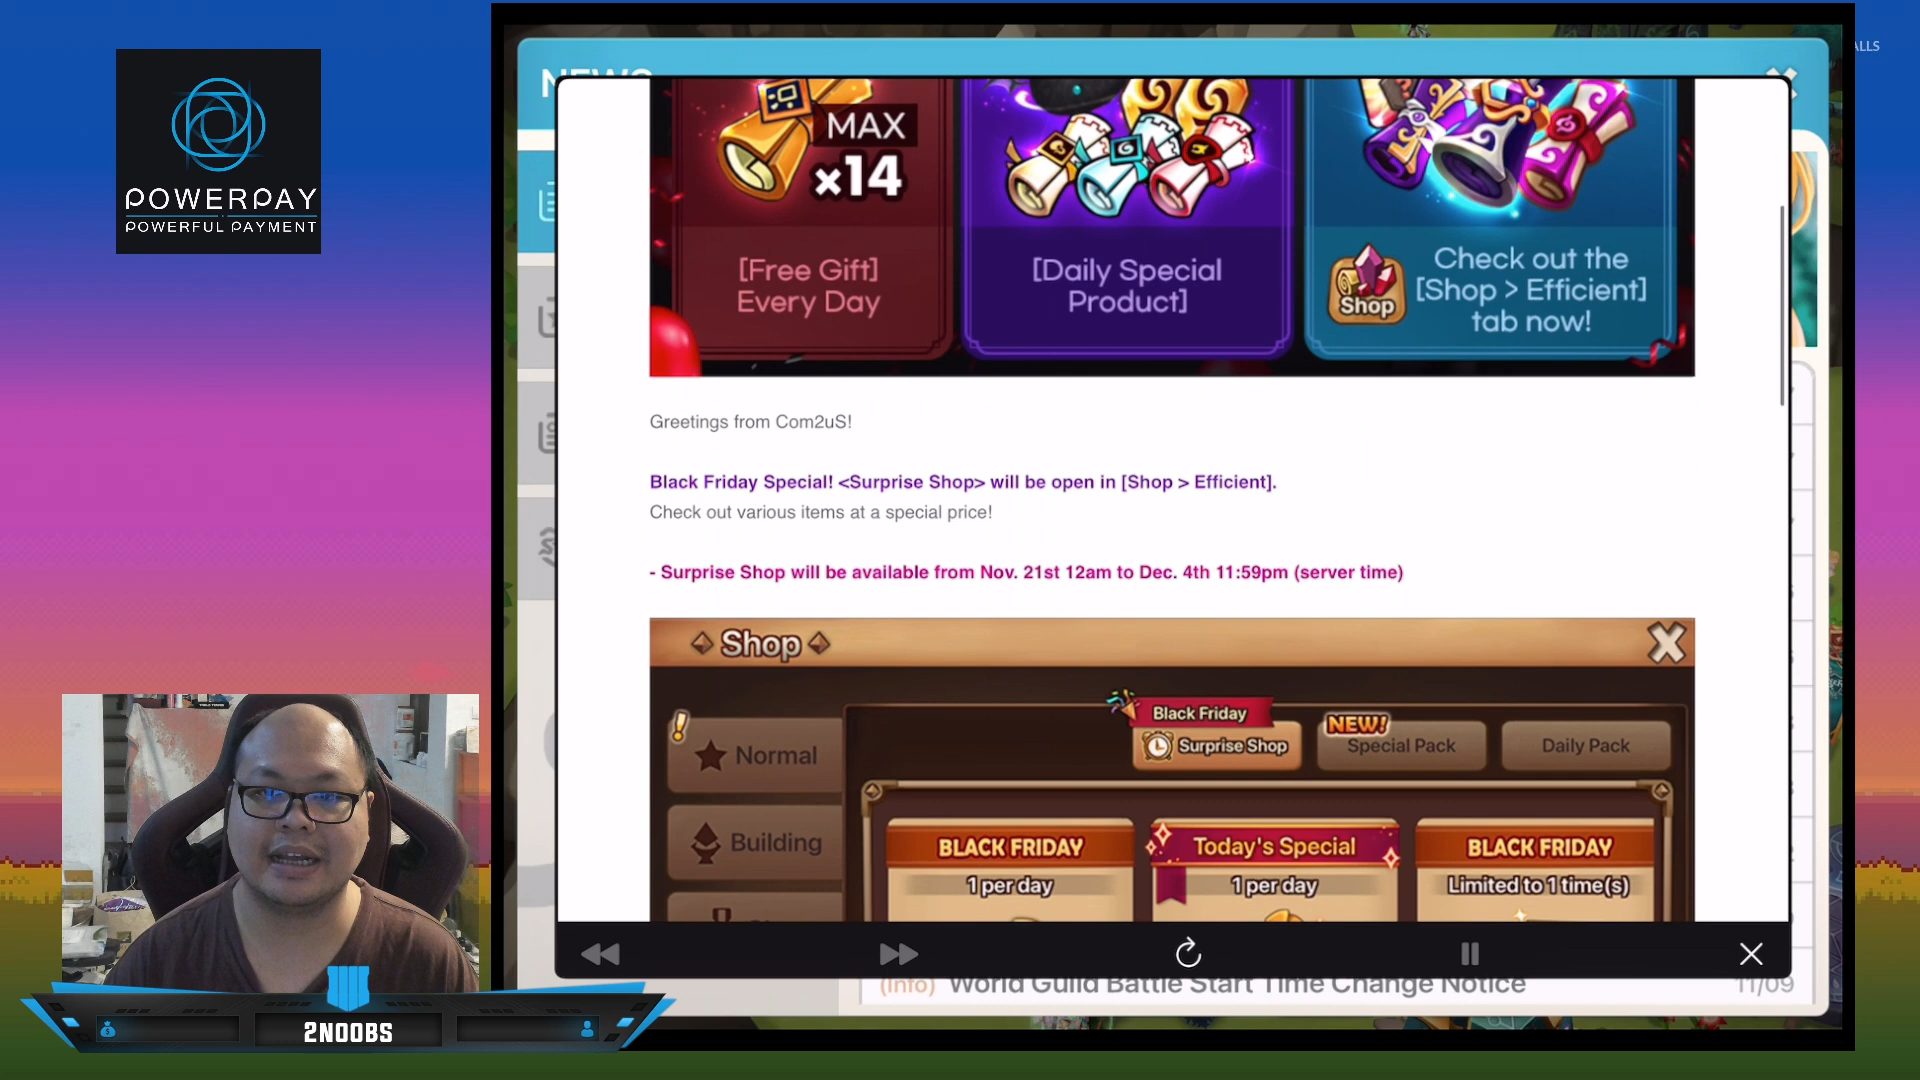 POWERPAY
POWERFUL PAYMENT
MAX
x14
[Free Gift]
Every Day
[Daily Special
Product]
Shop
Check out the
[Shop > Efficient]
tab now!
Greetings from Com2uS!
Black Friday Special! <Surprise Shop> will be open in [Shop > Efficient].
Check out various items at a special price!
- Surprise Shop will be available from Nov. 21st 12am to Dec. 4th 11:59pm (server time)
Shop
Black Friday
Surprise Shop
NEW!
Special Pack
Daily Pack
Normal
Building
BLACK FRIDAY
1 per day
Today's Special
1 per day
BLACK FRIDAY
Limited to 1 time(s)
(Info) World Guild Battle Start Time Change Notice 11/09
2NOOBS